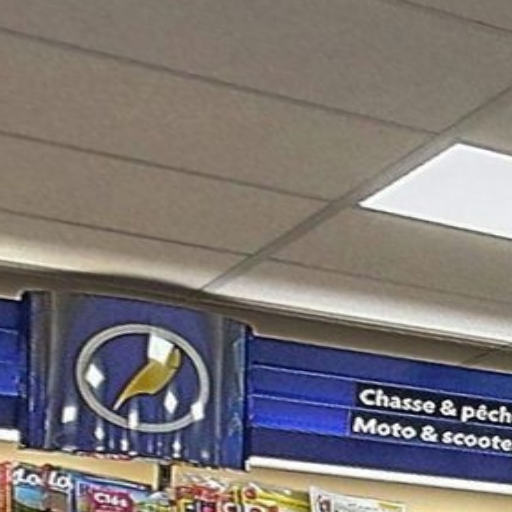 Chasse & pêch
Moto & scoote